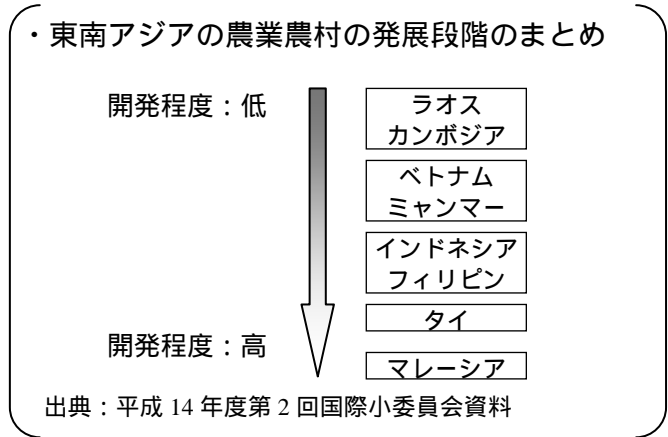 ・東南アジアの農業農村の発展段階のまとめ
開発程度：低
ラオス
カンボジア
ベトナム
ミャンマー
インドネシア
フィリピン
タイ
開発程度：高
マレーシア
出典：平成 14 年度第 2 回国際小委員会資料